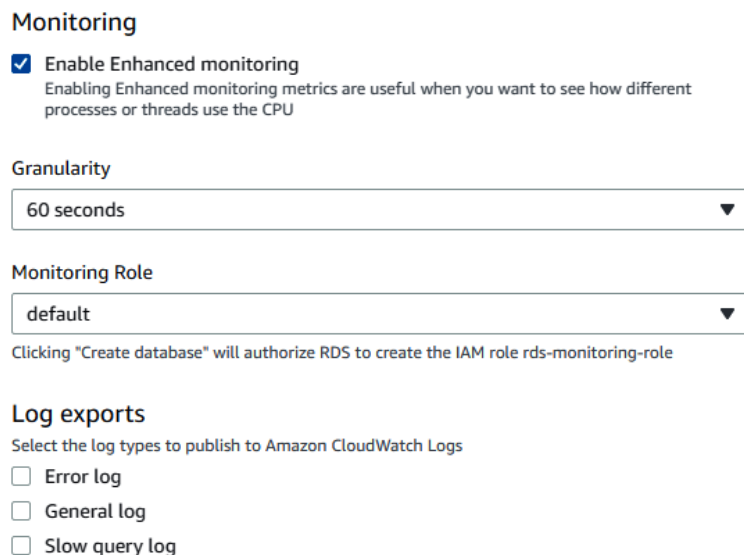 Monitoring
Enable Enhanced monitoring
Enabling Enhanced monitoring metrics are useful when you want to see how different
processes or threads use the CPU
Granularity
60 seconds
Monitoring Role
default
Clicking "Create database" will authorize RDS to create the IAM role rds-monitoring-role
Log exports
Select the log types to publish to Amazon CloudWatch Logs
Error log
General log
Slow query log